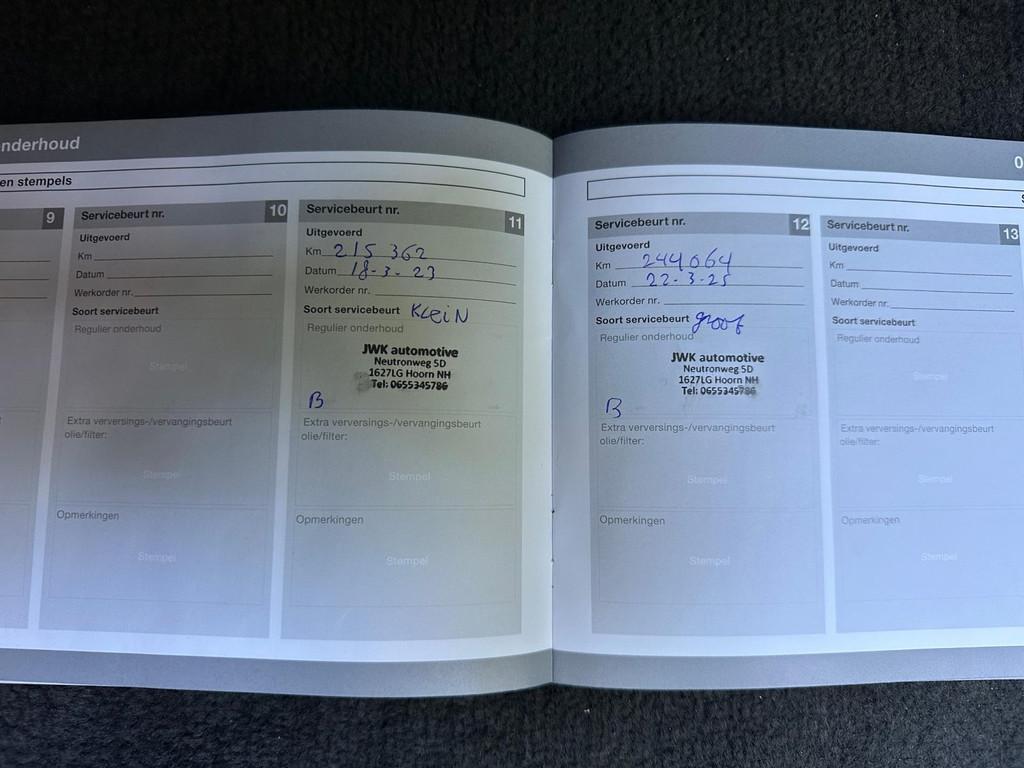 nderhoud
en stempels
9
Servicebeurt nr. 10
Uitgevoerd
Km
Datum
Werkorder nr.
Soort servicebeurt
Regulier onderhoud
Stempel
Extra verversings-/vervangingsbeurt
olie/filter:
Stempel
Opmerkingen
Stempel
Servicebeurt nr. 11
Uitgevoerd
Km 215 362
Datum 18-3-23
Werkorder nr.
Soort servicebeurt KLEiN
Regulier onderhoud
JWK automotive
Neutronweg 5D
1627LG Hoorn NH
Tel: 0655345786
B
Extra verversings-/vervangingsbeurt
olie/filter:
Stempel
Opmerkingen
Stempel
0
Servicebeurt nr. 12
Uitgevoerd
Km 244064
Datum 22-3-25
Werkorder nr.
Soort servicebeurt groot
Regulier onderhoud
JWK automotive
Neutronweg 5D
1627LG Hoorn NH
Tel: 0655345786
B
Extra verversings-/vervangingsbeurt
olie/filter:
Stempel
Opmerkingen
Stempel
Servicebeurt nr. 13
Uitgevoerd
Km
Datum
Werkorder nr.
Soort servicebeurt
Regulier onderhoud
Stempel
Extra verversings-/vervangingsbeurt
olie/filter:
Stempel
Opmerkingen
Stempel